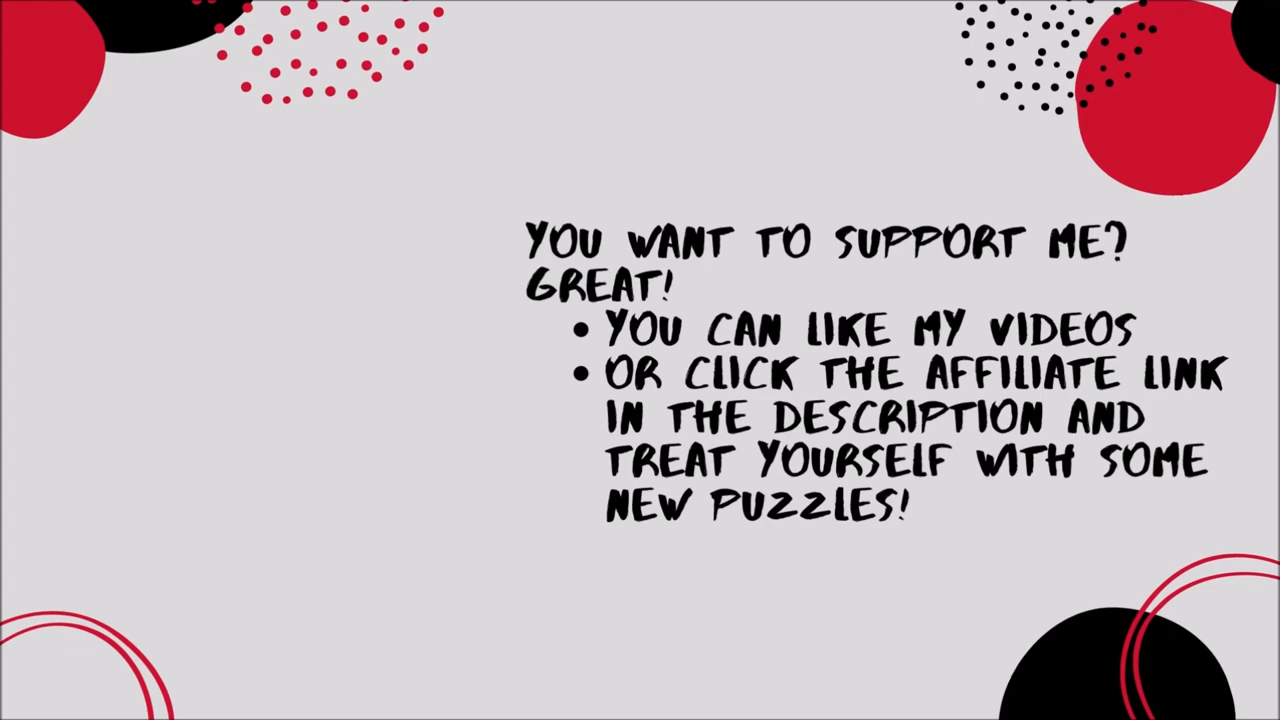 YOU WANT TO SUPPORT ME?
GREAT!
• YOU CAN LIKE MY VIDEOS
• OR CLICK THE AFFILIATE LINK
IN THE DESCRIPTION AND
TREAT YOURSELF WITH SOME
NEW PUZZLES!